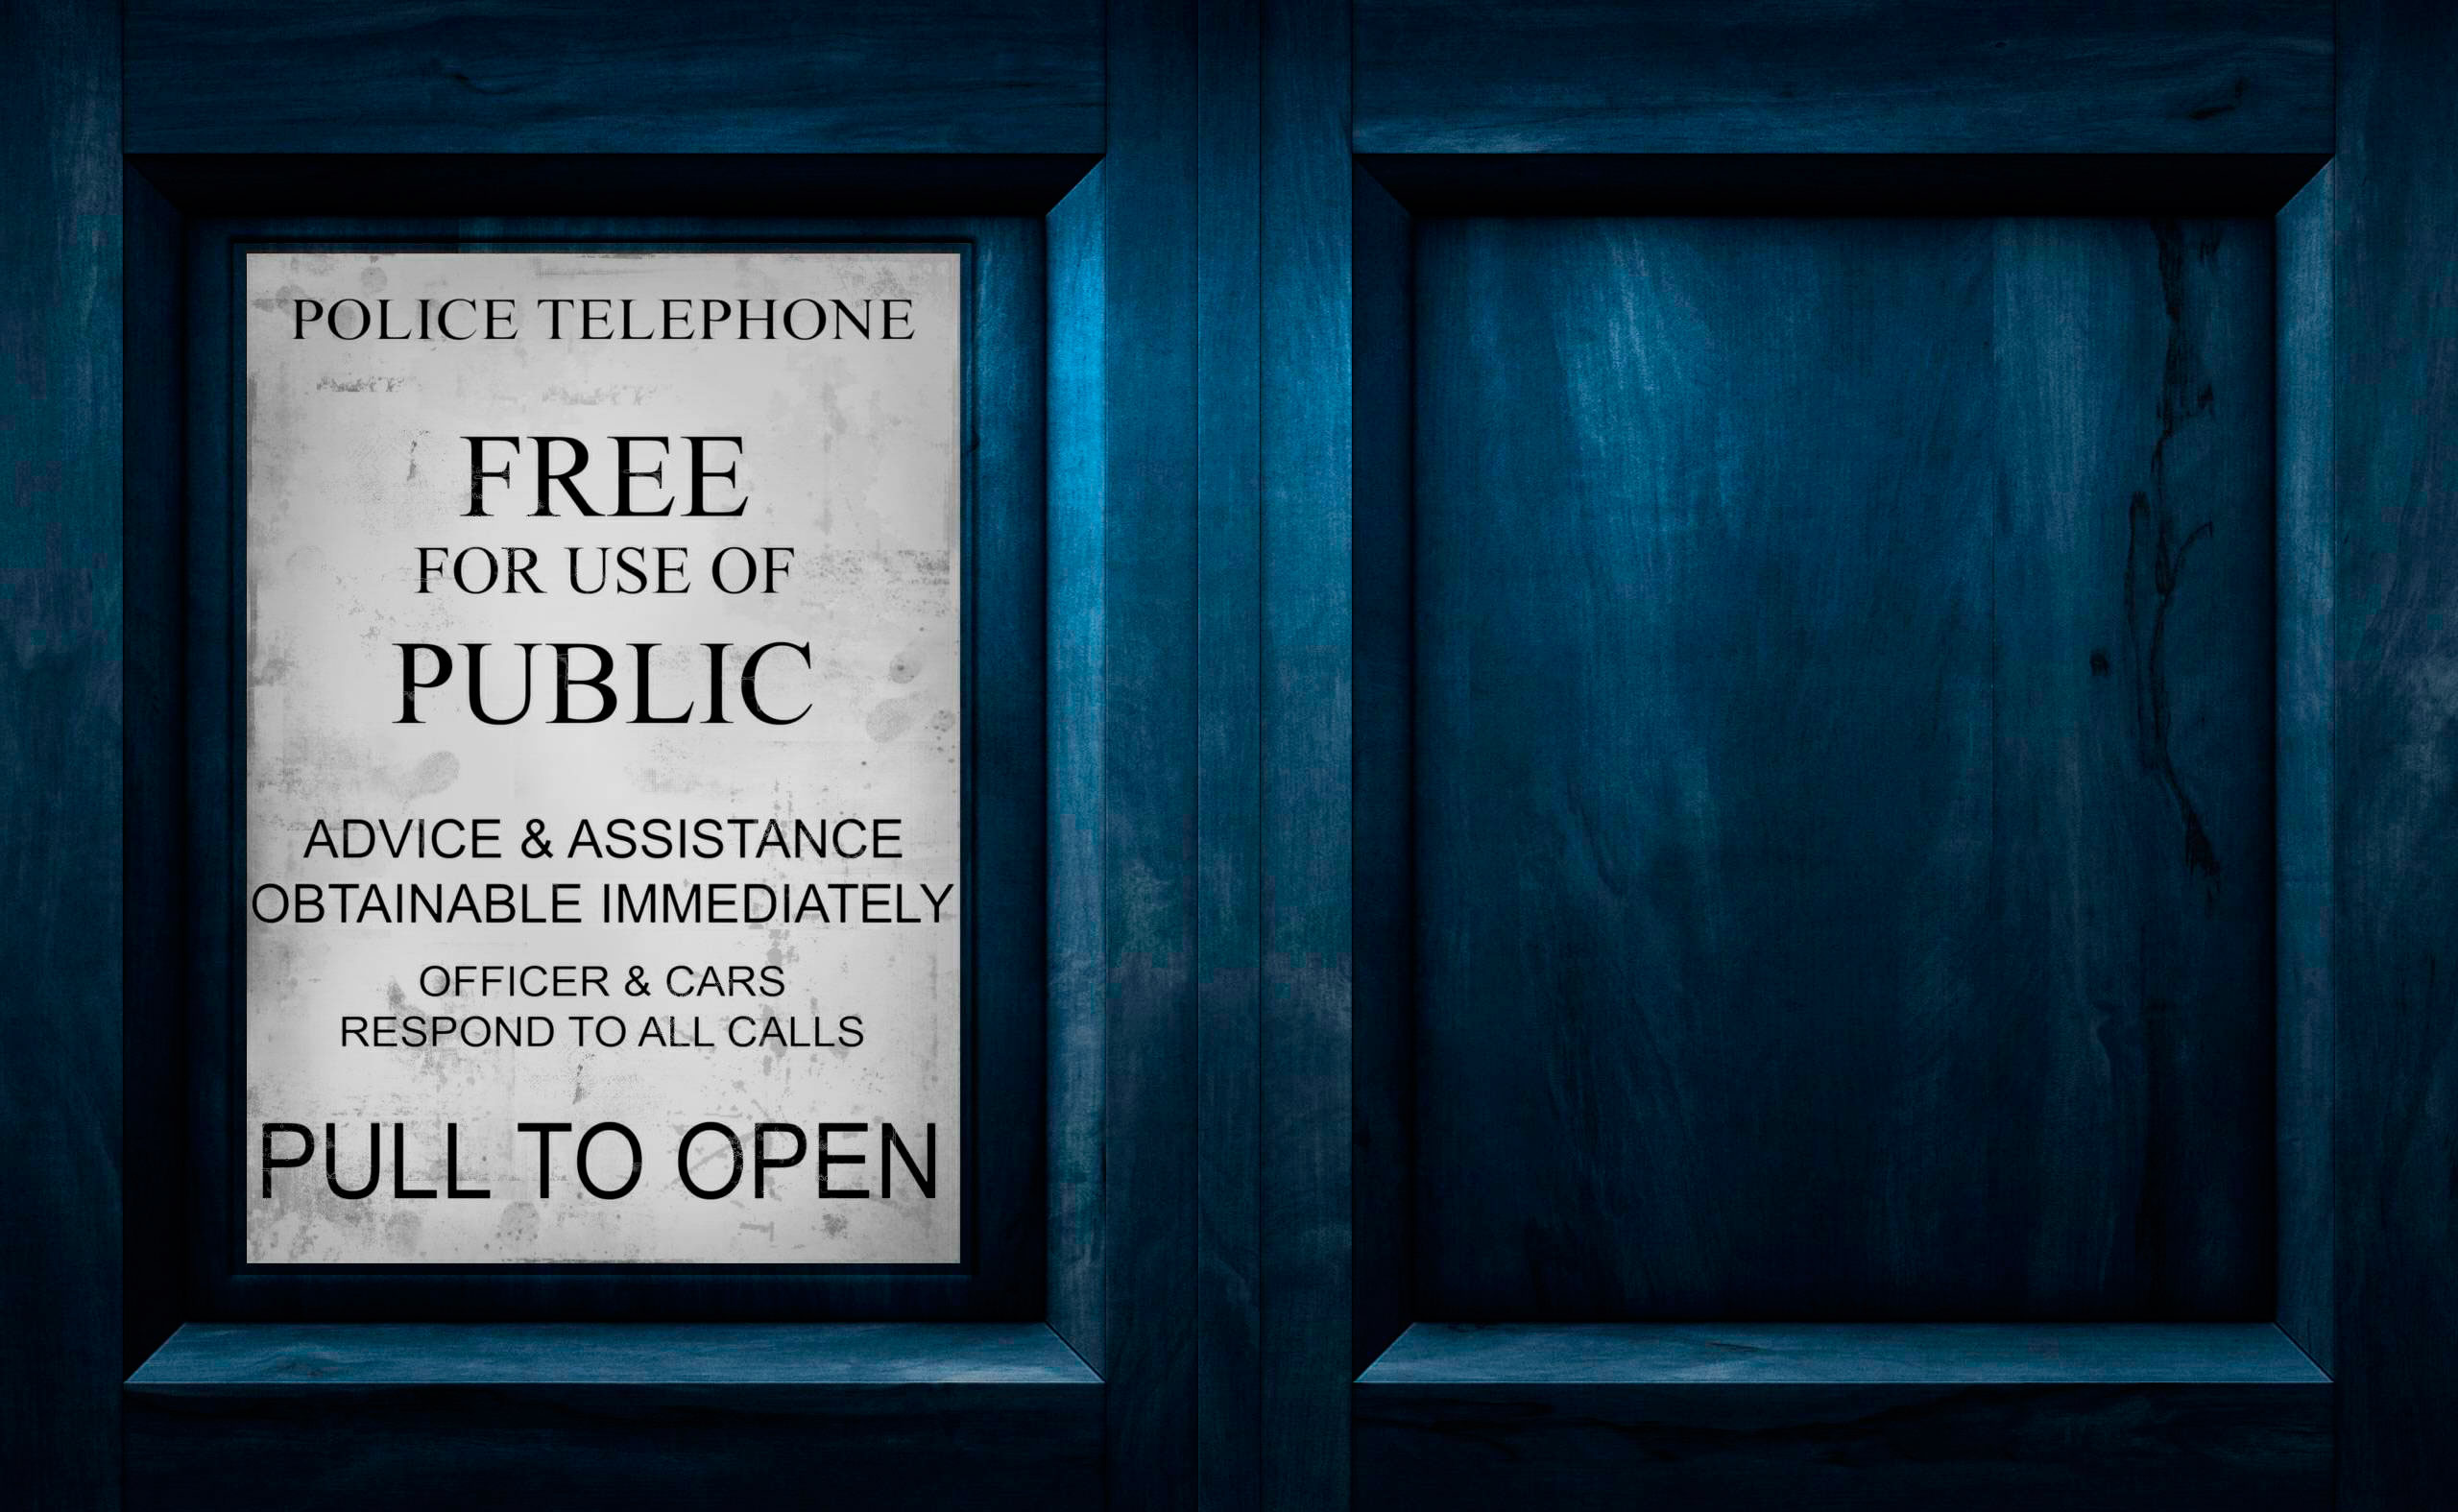 POLICE TELEPHONE
FREE
FOR USE OF
PUBLIC
ADVICE & ASSISTANCE
OBTAINABLE IMMEDIATELY
OFFICER & CARS
RESPOND TO ALL CALLS
PULL TO OPEN